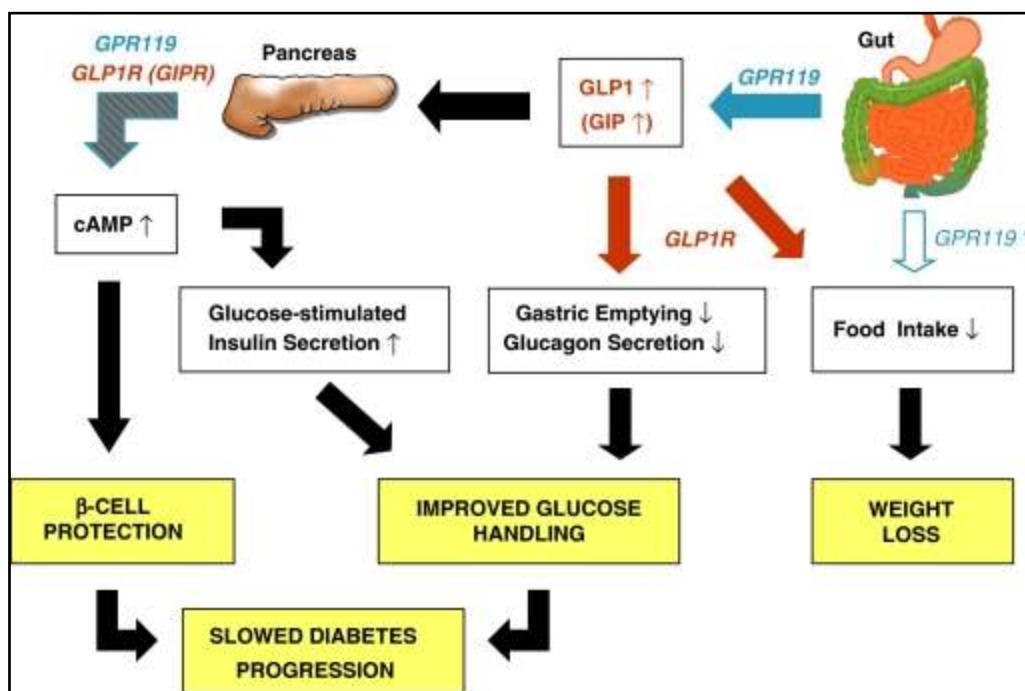 GPR119
GLP1R (GIPR)
Pancreas
GLP1 ↑
(GIP ↑)
GPR119
Gut
cAMP ↑
GLP1R
GPR119
Glucose-stimulated
Insulin Secretion ↑
Gastric Emptying ↓
Glucagon Secretion ↓
Food Intake ↓
β-CELL
PROTECTION
IMPROVED GLUCOSE
HANDLING
WEIGHT
LOSS
SLOWED DIABETES
PROGRESSION